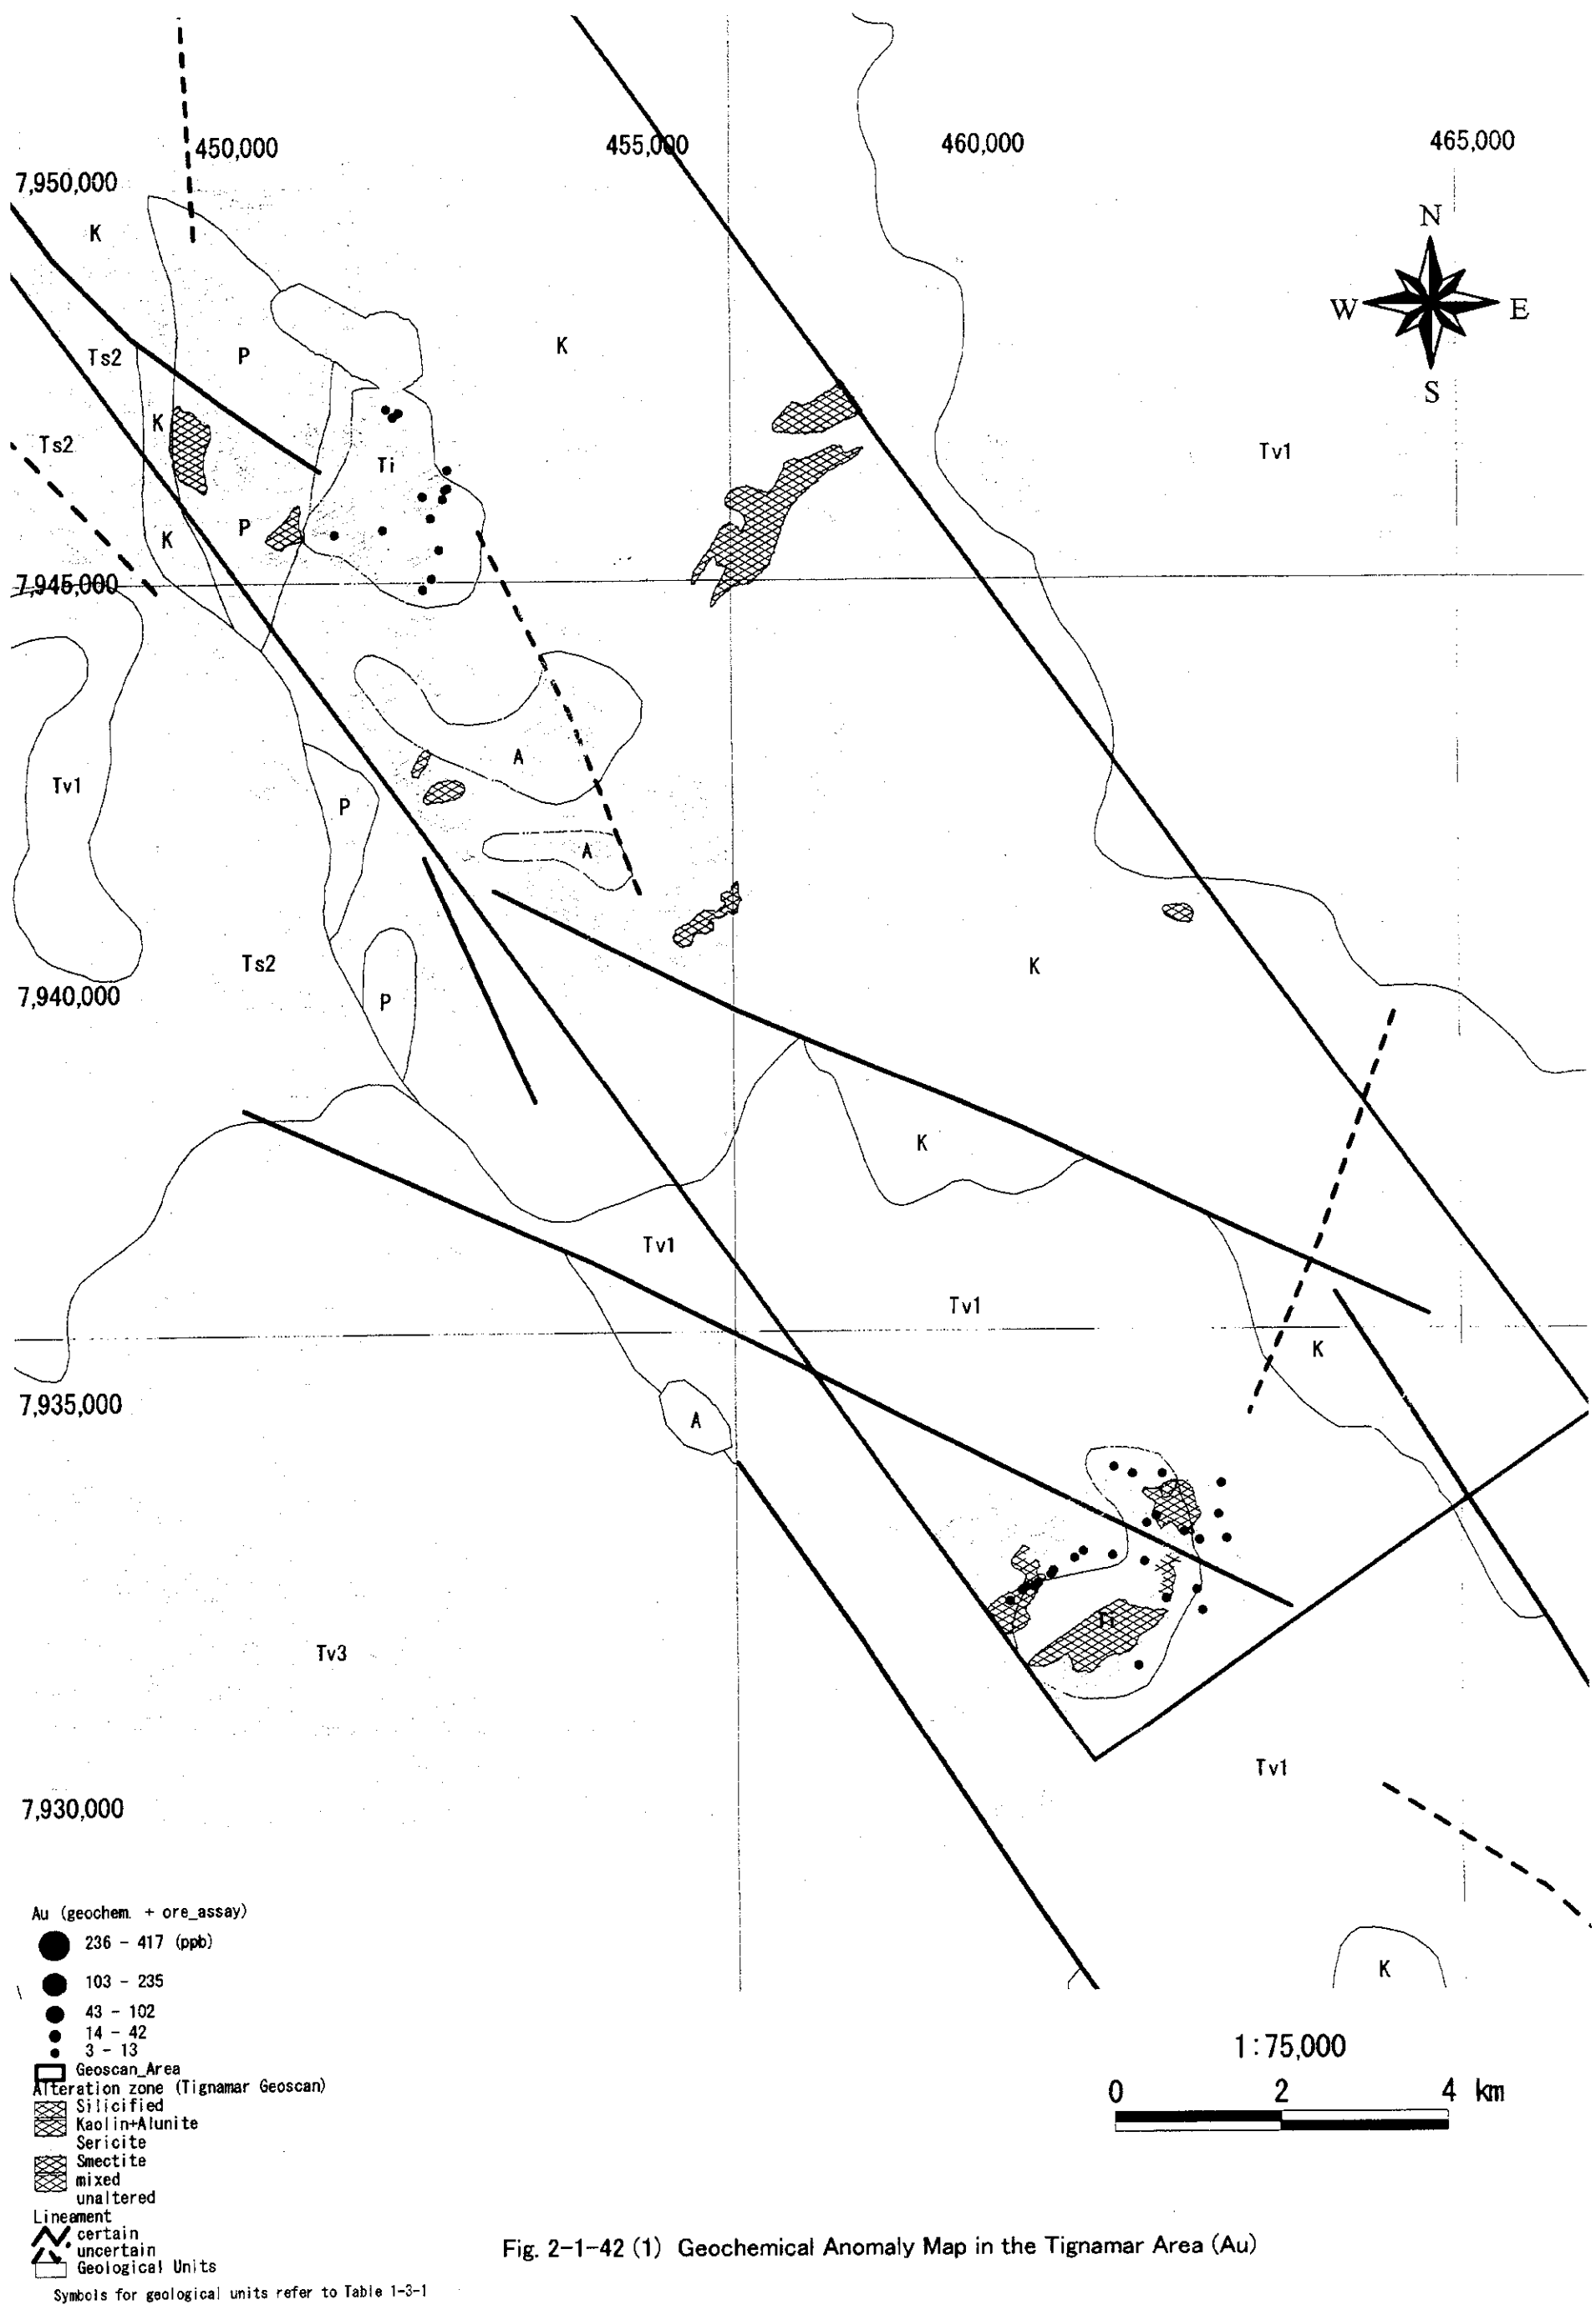 450,000
455,000
460,000
465,000
7,950,000
K
N
W E
S
Ts2
P
K
K
Ts2
Ti
Tv1
K
P
7,945,000
A
Tv1
P
A
Ts2
K
7,940,000
P
K
Tv1
Tv1
K
7,935,000
A
Ti
Tv3
Tv1
7,930,000
K
Au (geochem. + ore_assay)
236 - 417 (ppb)
103 - 235
43 - 102
14 - 42
3 - 13
Geoscan_Area
Alteration zone (Tignamar Geoscan)
Silicified
Kaolin+Alunite
Sericite
Smectite
mixed
unaltered
Lineament
certain
uncertain
Geological Units
Symbols for geological units refer to Table 1-3-1
1:75,000
0 2 4 km
Fig. 2-1-42 (1) Geochemical Anomaly Map in the Tignamar Area (Au)